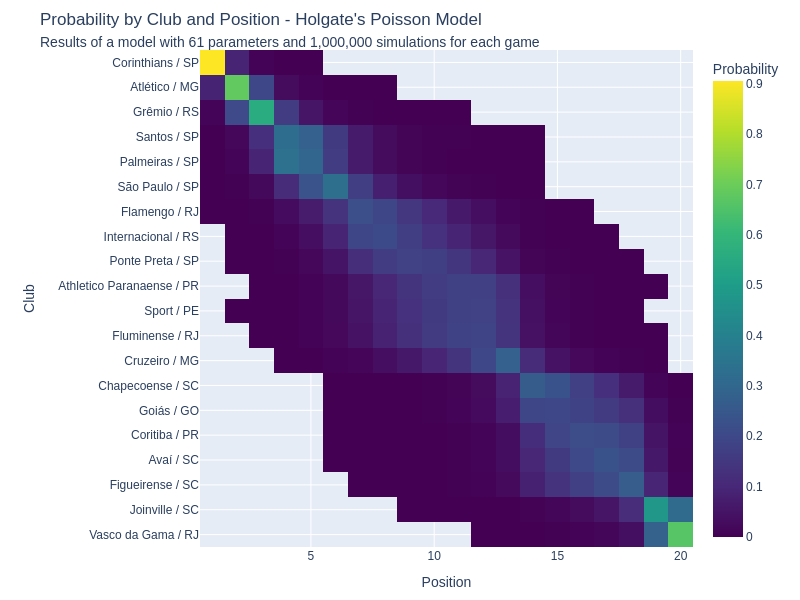 Probability by Club and Position - Holgate's Poisson Model
Results of a model with 61 parameters and 1,000,000 simulations for each game
Probability
Club
Corinthians / SP
Atlético / MG
Grêmio / RS
Santos / SP
Palmeiras / SP
São Paulo / SP
Flamengo / RJ
Internacional / RS
Ponte Preta / SP
Athletico Paranaense / PR
Sport / PE
Fluminense / RJ
Cruzeiro / MG
Chapecoense / SC
Goiás / GO
Coritiba / PR
Avaí / SC
Figueirense / SC
Joinville / SC
Vasco da Gama / RJ
5 10 15 20
Position
0.9
0.8
0.7
0.6
0.5
0.4
0.3
0.2
0.1
0